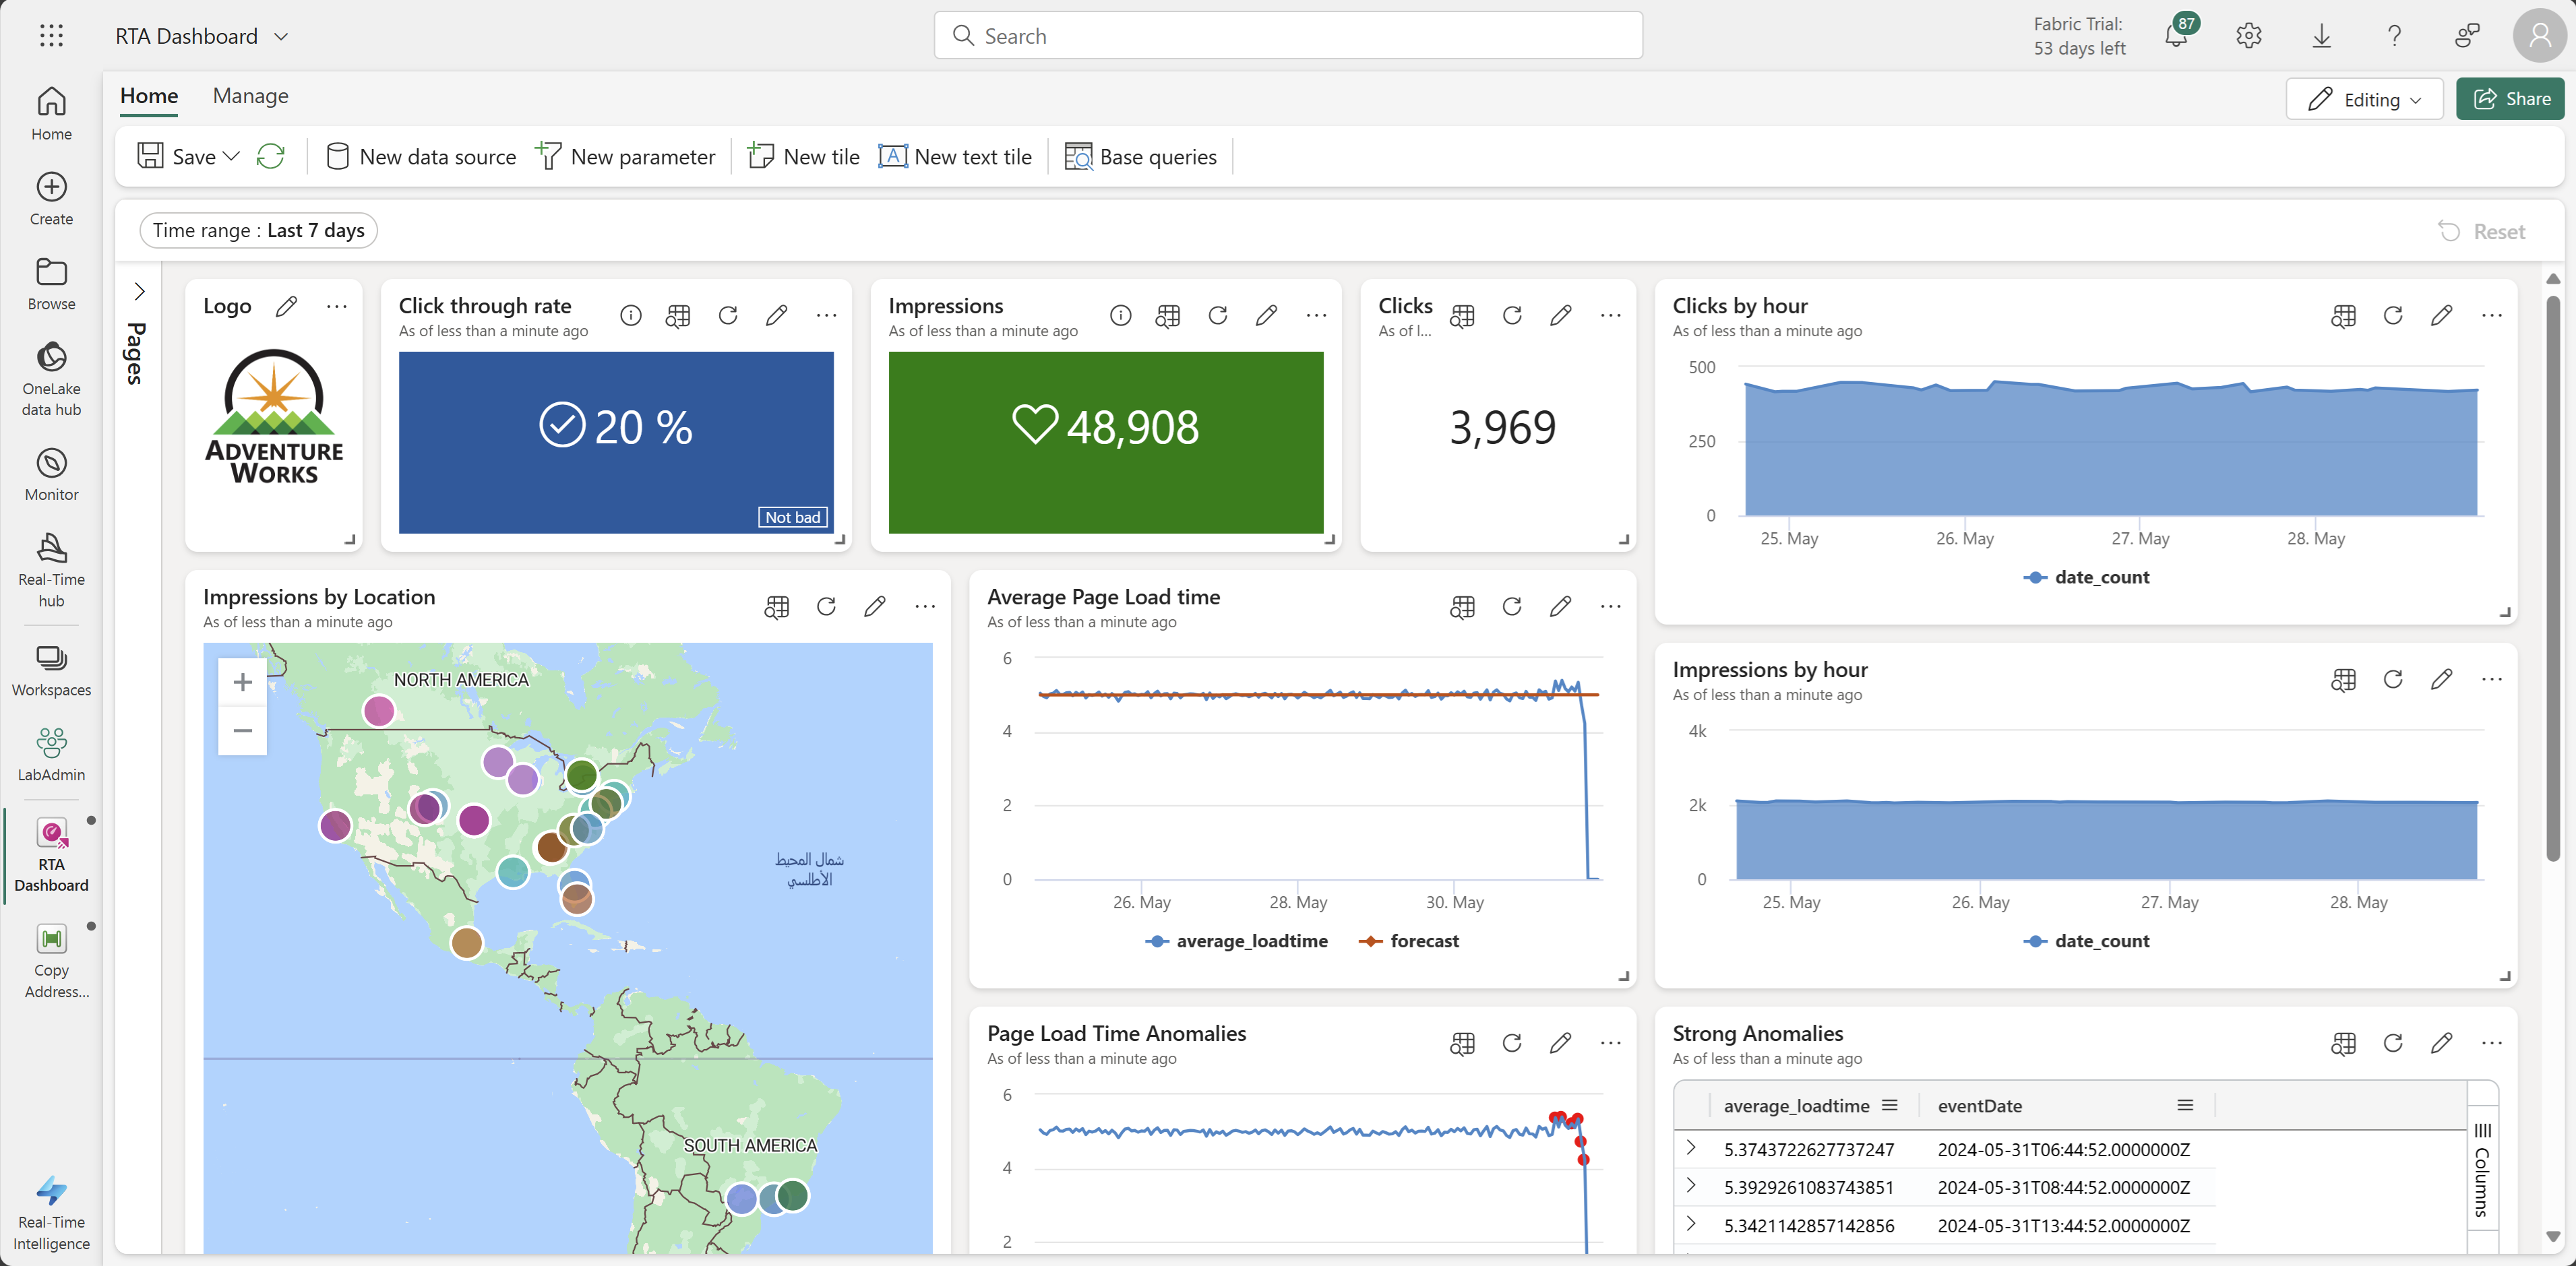 RTA Dashboard
Search
Fabric Trial:
53 days left
87
Home
Create
Browse
OneLake
data hub
Monitor
Real-Time
hub
Workspaces
LabAdmin
RTA
Dashboard
Copy
Address...
Real-Time
Intelligence
Home
Manage
Editing
Share
Save
New data source
New parameter
New tile
A
New text tile
Base queries
Time range : Last 7 days
Reset
Pages
Logo
ADVENTURE
WORKS
Click through rate
As of less than a minute ago
20 %
Not bad
Impressions
As of less than a minute ago
48,908
Clicks
As of l...
3,969
Clicks by hour
As of less than a minute ago
500
250
0
25. May
26. May
27. May
28. May
date_count
Impressions by Location
As of less than a minute ago
+
−
NORTH AMERICA
شمال المحيط
الأطلسي
SOUTH AMERICA
Average Page Load time
As of less than a minute ago
6
4
2
0
26. May
28. May
30. May
average_loadtime
forecast
Impressions by hour
As of less than a minute ago
4k
2k
0
25. May
26. May
27. May
28. May
date_count
Page Load Time Anomalies
As of less than a minute ago
6
4
2
Strong Anomalies
As of less than a minute ago
average_loadtime
eventDate
5.3743722627737247
2024-05-31T06:44:52.0000000Z
5.3929261083743851
2024-05-31T08:44:52.0000000Z
5.3421142857142856
2024-05-31T13:44:52.0000000Z
Columns